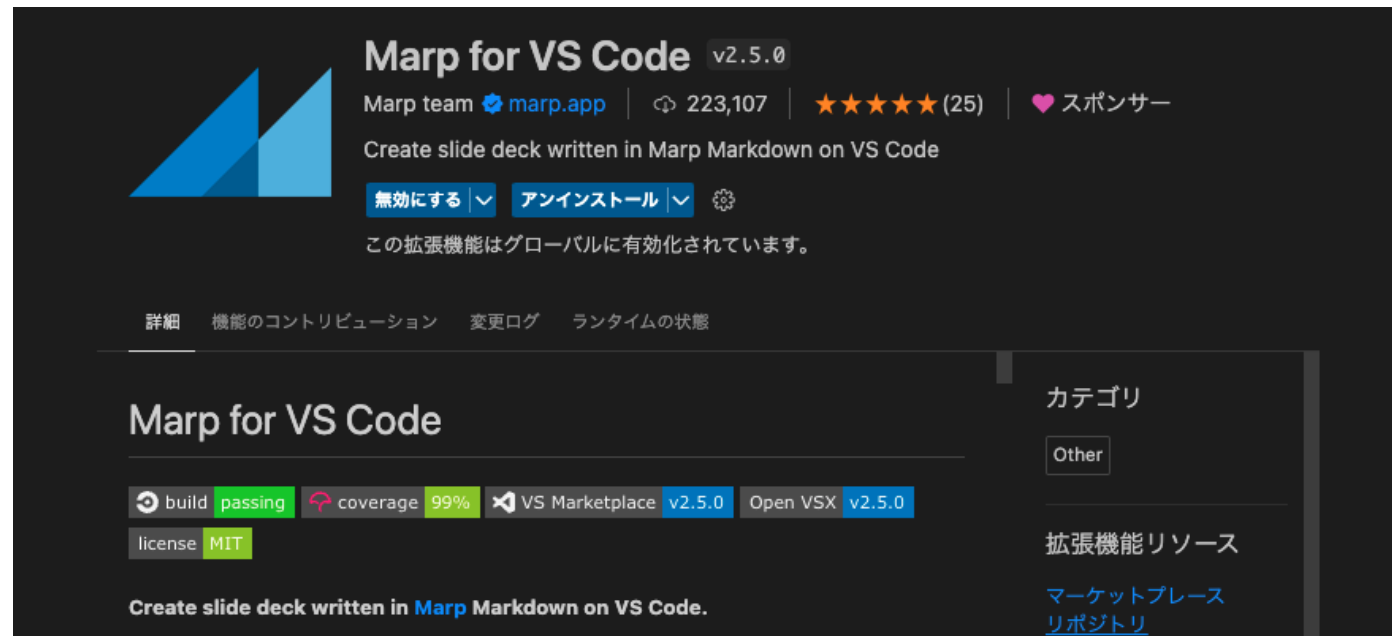 Marp for VS Code v2.5.0
Marp team marp.app 223,107 (25) スポンサー
Create slide deck written in Marp Markdown on VS Code
無効にする アンインストール
この拡張機能はグローバルに有効化されています。
詳細 機能のコントリビューション 変更ログ ランタイムの状態
Marp for VS Code
build passing coverage 99% VS Marketplace v2.5.0 Open VSX v2.5.0
license MIT
Create slide deck written in Marp Markdown on VS Code.
カテゴリ
Other
拡張機能リソース
マーケットプレース
リポジトリ